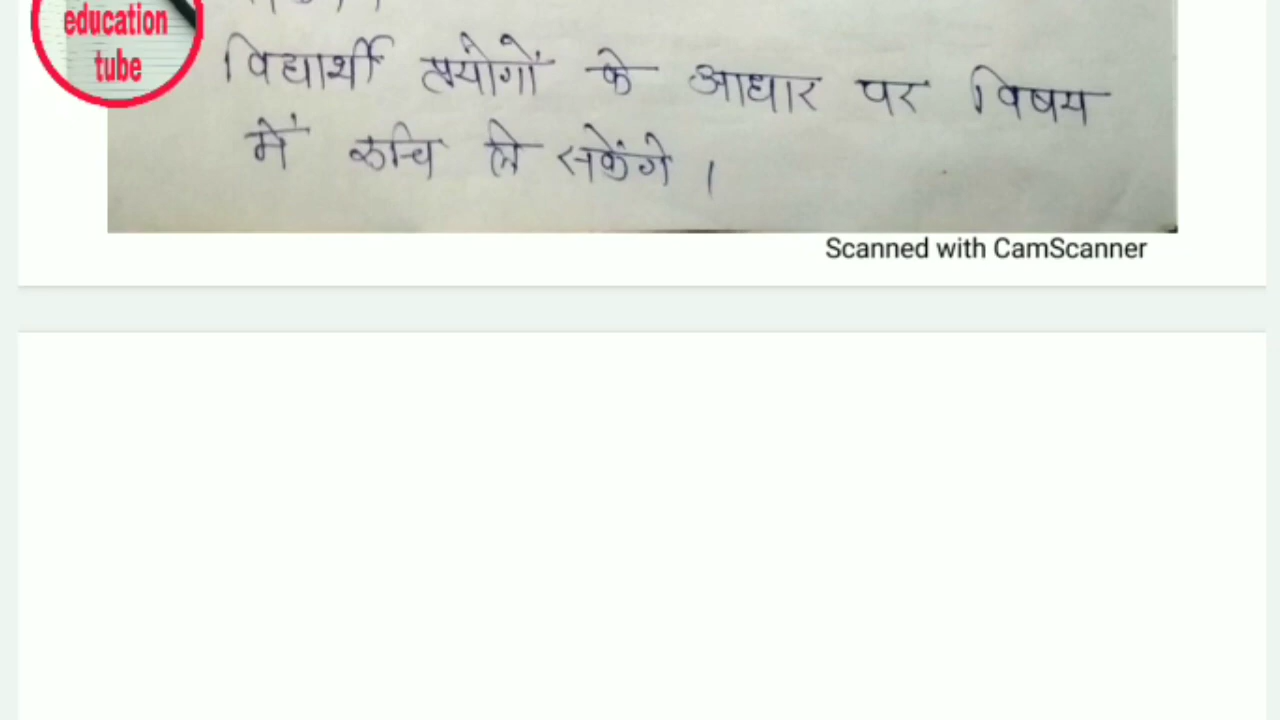 education
tube
विद्यार्थी प्रयोगों के आधार पर विषय
में रूचि ले सकेंगे ।
Scanned with CamScanner